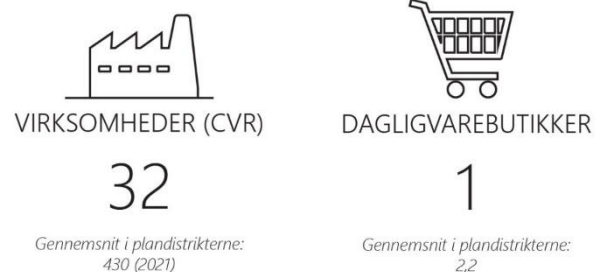 VIRKSOMHEDER (CVR)
32
Gennemsnit i plandistrikterne:
430 (2021)
DAGLIGVAREBUTIKKER
1
Gennemsnit i plandistrikterne:
2,2